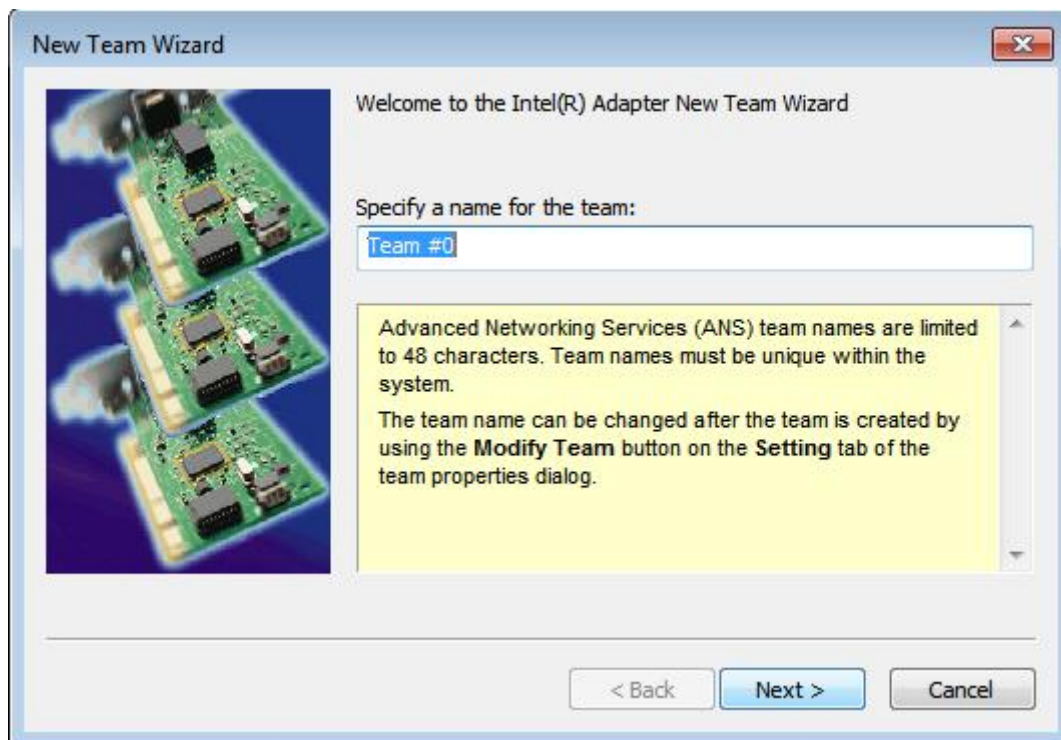 New Team Wizard
Welcome to the Intel(R) Adapter New Team Wizard
Specify a name for the team:
Team #0
Advanced Networking Services (ANS) team names are limited
to 48 characters. Team names must be unique within the
system.
The team name can be changed after the team is created by
using the Modify Team button on the Setting tab of the
team properties dialog.
< Back
Next >
Cancel